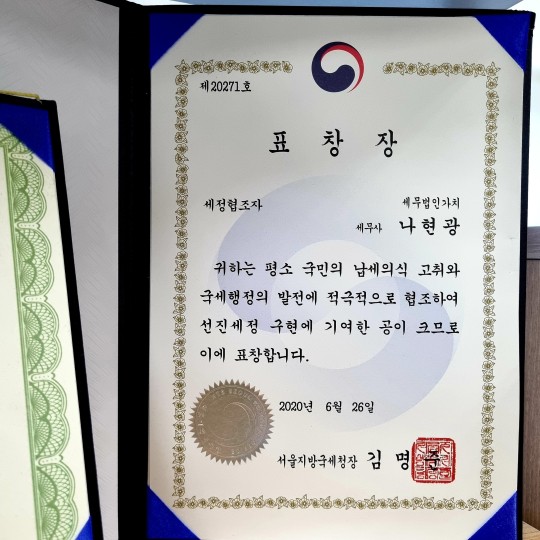 제20271호
표 창 장
세정협조자
세무법인가치
세무사 나현광
귀하는 평소 국민의 납세의식 고취와
국세행정의 발전에 적극적으로 협조하여
선진세정 구현에 기여한 공이 크므로
이에 표창합니다.
2020년 6월 26일
서울지방국세청장 김명준